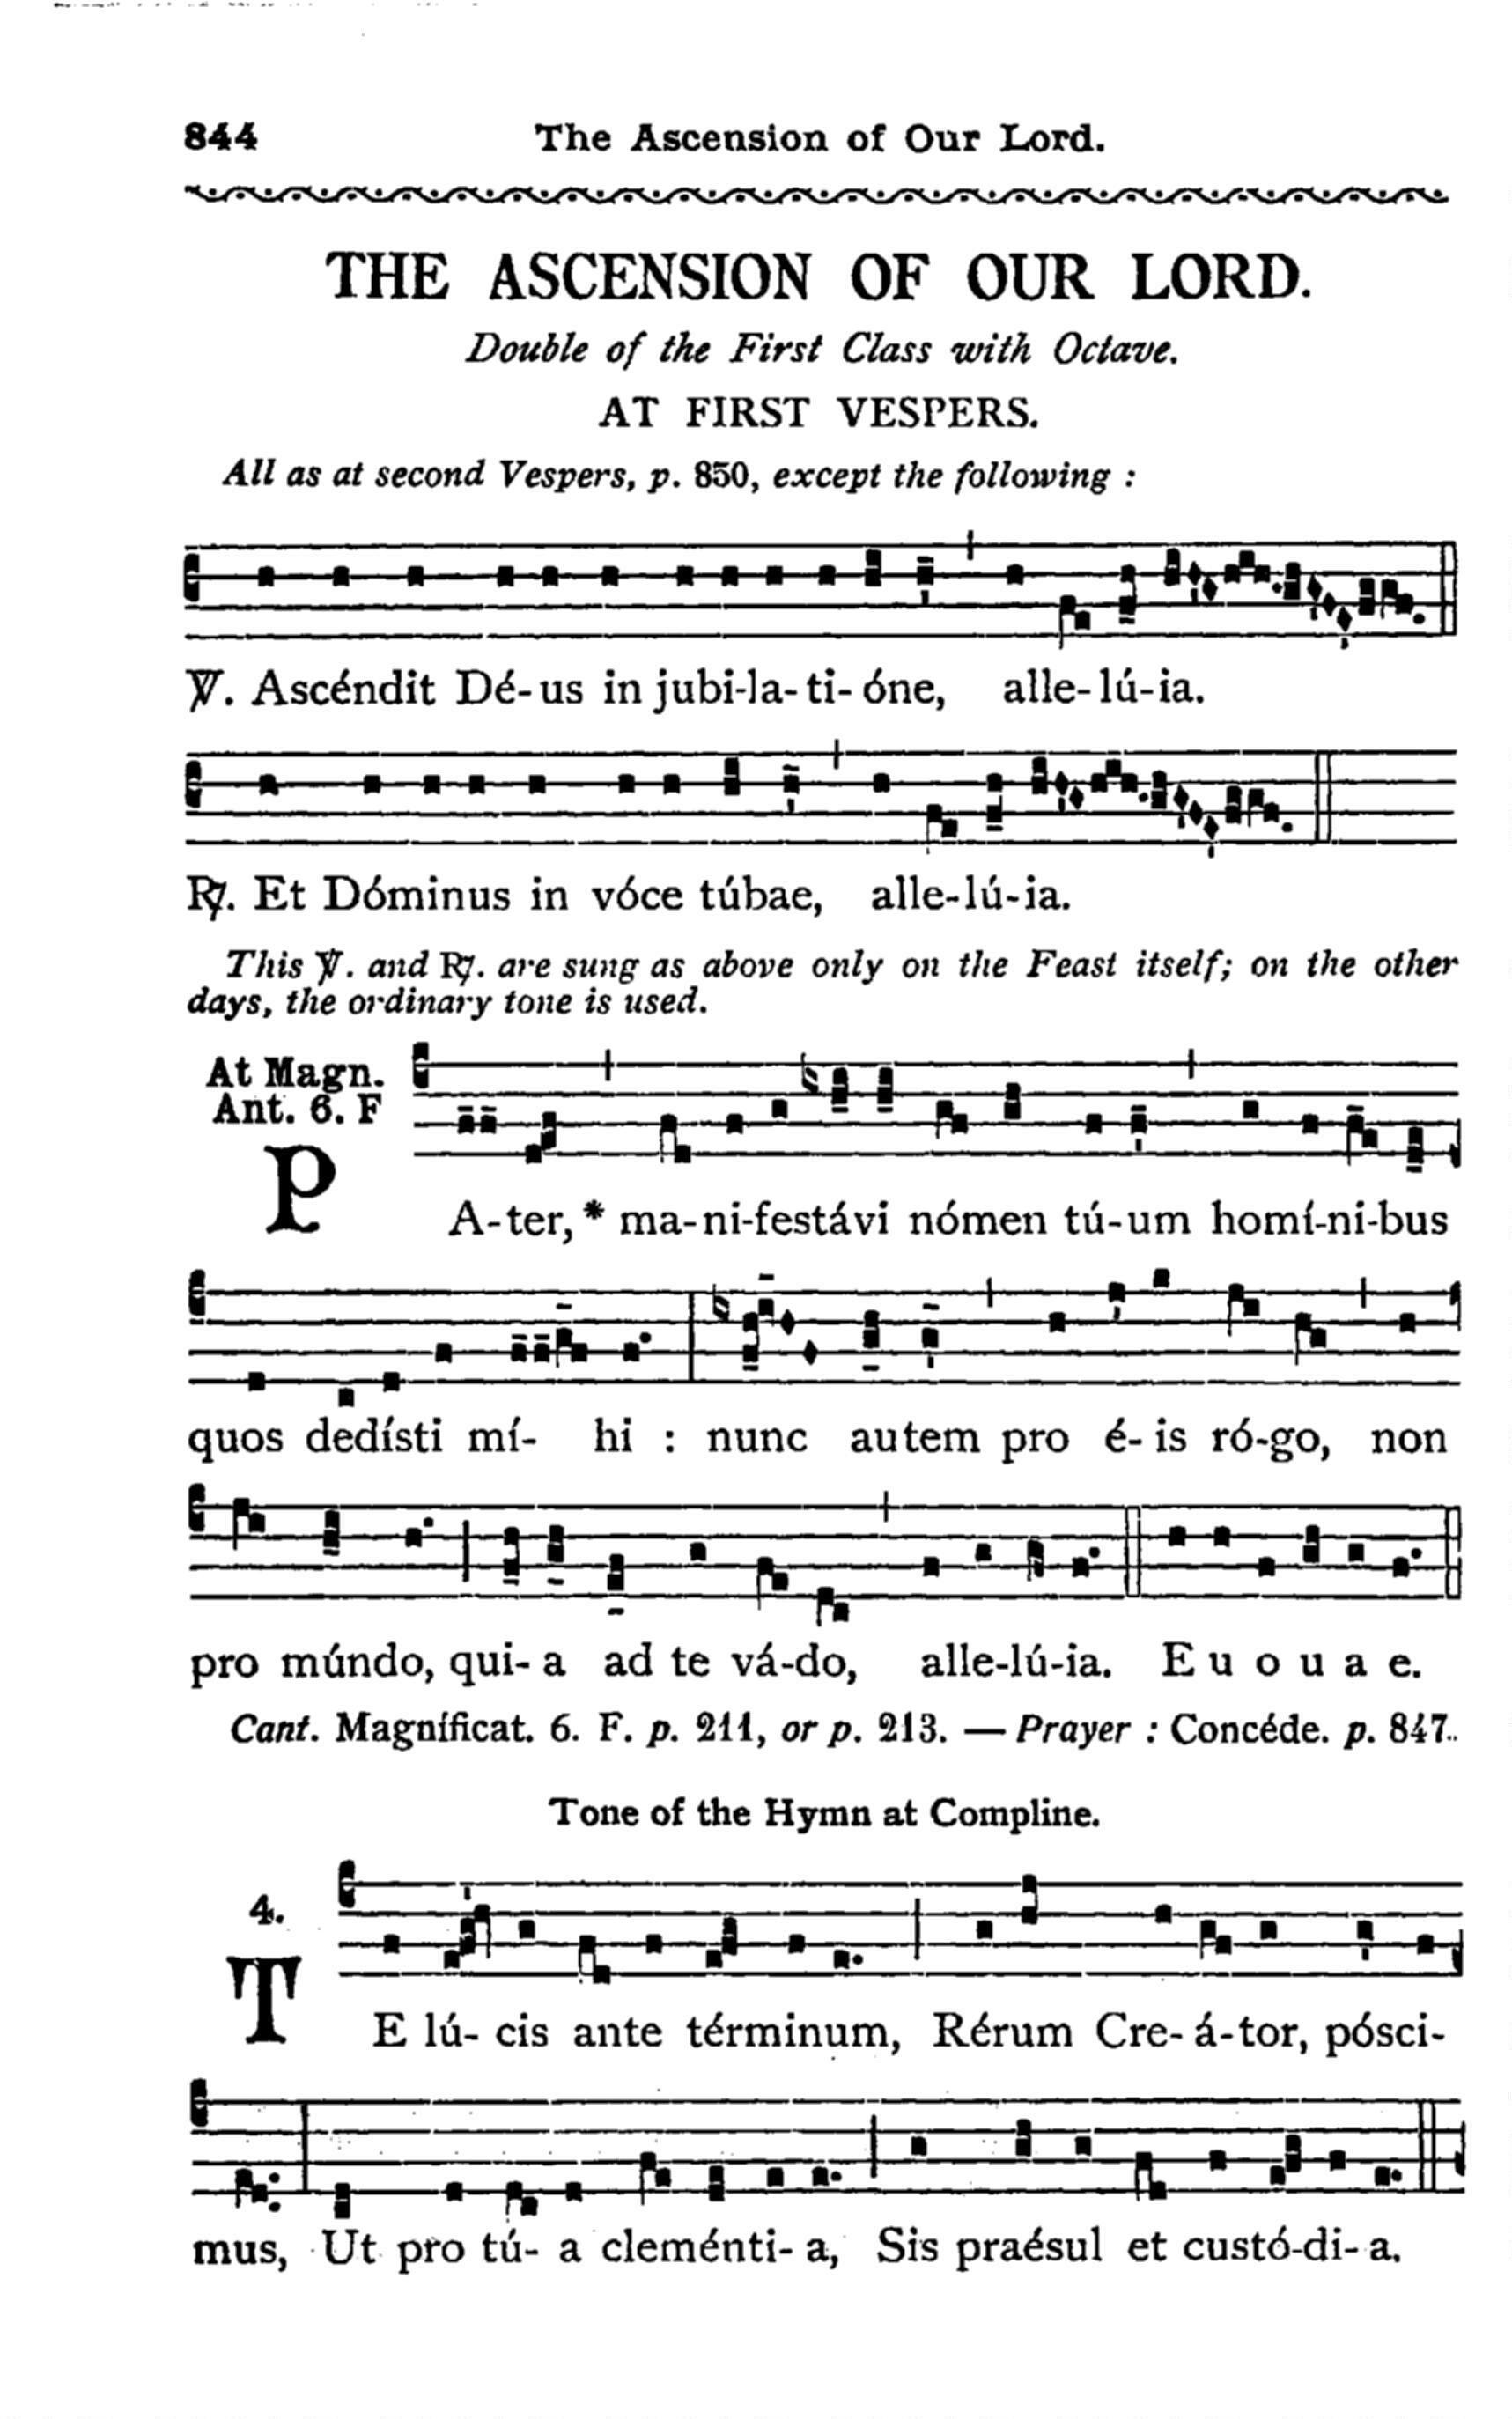 844 The Ascension of Our Lord.
THE ASCENSION OF OUR LORD.
Double of the First Class with Octave.
AT FIRST VESPERS.
All as at second Vespers, p. 850, except the following :
℣. Ascéndit Dé-us in jubi-la-ti-óne, alle-lú-ia.
℟. Et Dóminus in vóce túbae, alle-lú-ia.
This ℣. and ℟. are sung as above only on the Feast itself; on the other
days, the ordinary tone is used.
At Magn.
Ant. 6. F
PA-ter, * ma-ni-festávi nómen tú-um homí-ni-bus
quos dedísti mí- hi : nunc autem pro é-is ró-go, non
pro múndo, qui-a ad te vá-do, alle-lú-ia. E u o u a e.
Cant. Magníficat. 6. F. p. 211, or p. 213. — Prayer : Concéde. p. 847.
Tone of the Hymn at Compline.
4.
TE lú- cis ante términum, Rérum Cre-á-tor, pósci-
mus, Ut pro tú- a cleménti- a, Sis praésul et custó-di- a.